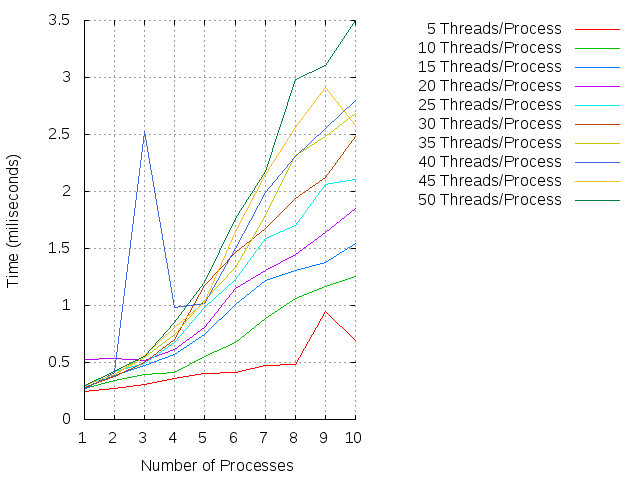 3.5
3
2.5
2
1.5
1
0.5
0
1 2 3 4 5 6 7 8 9 10
Time (miliseconds)
Number of Processes
5 Threads/Process
10 Threads/Process
15 Threads/Process
20 Threads/Process
25 Threads/Process
30 Threads/Process
35 Threads/Process
40 Threads/Process
45 Threads/Process
50 Threads/Process